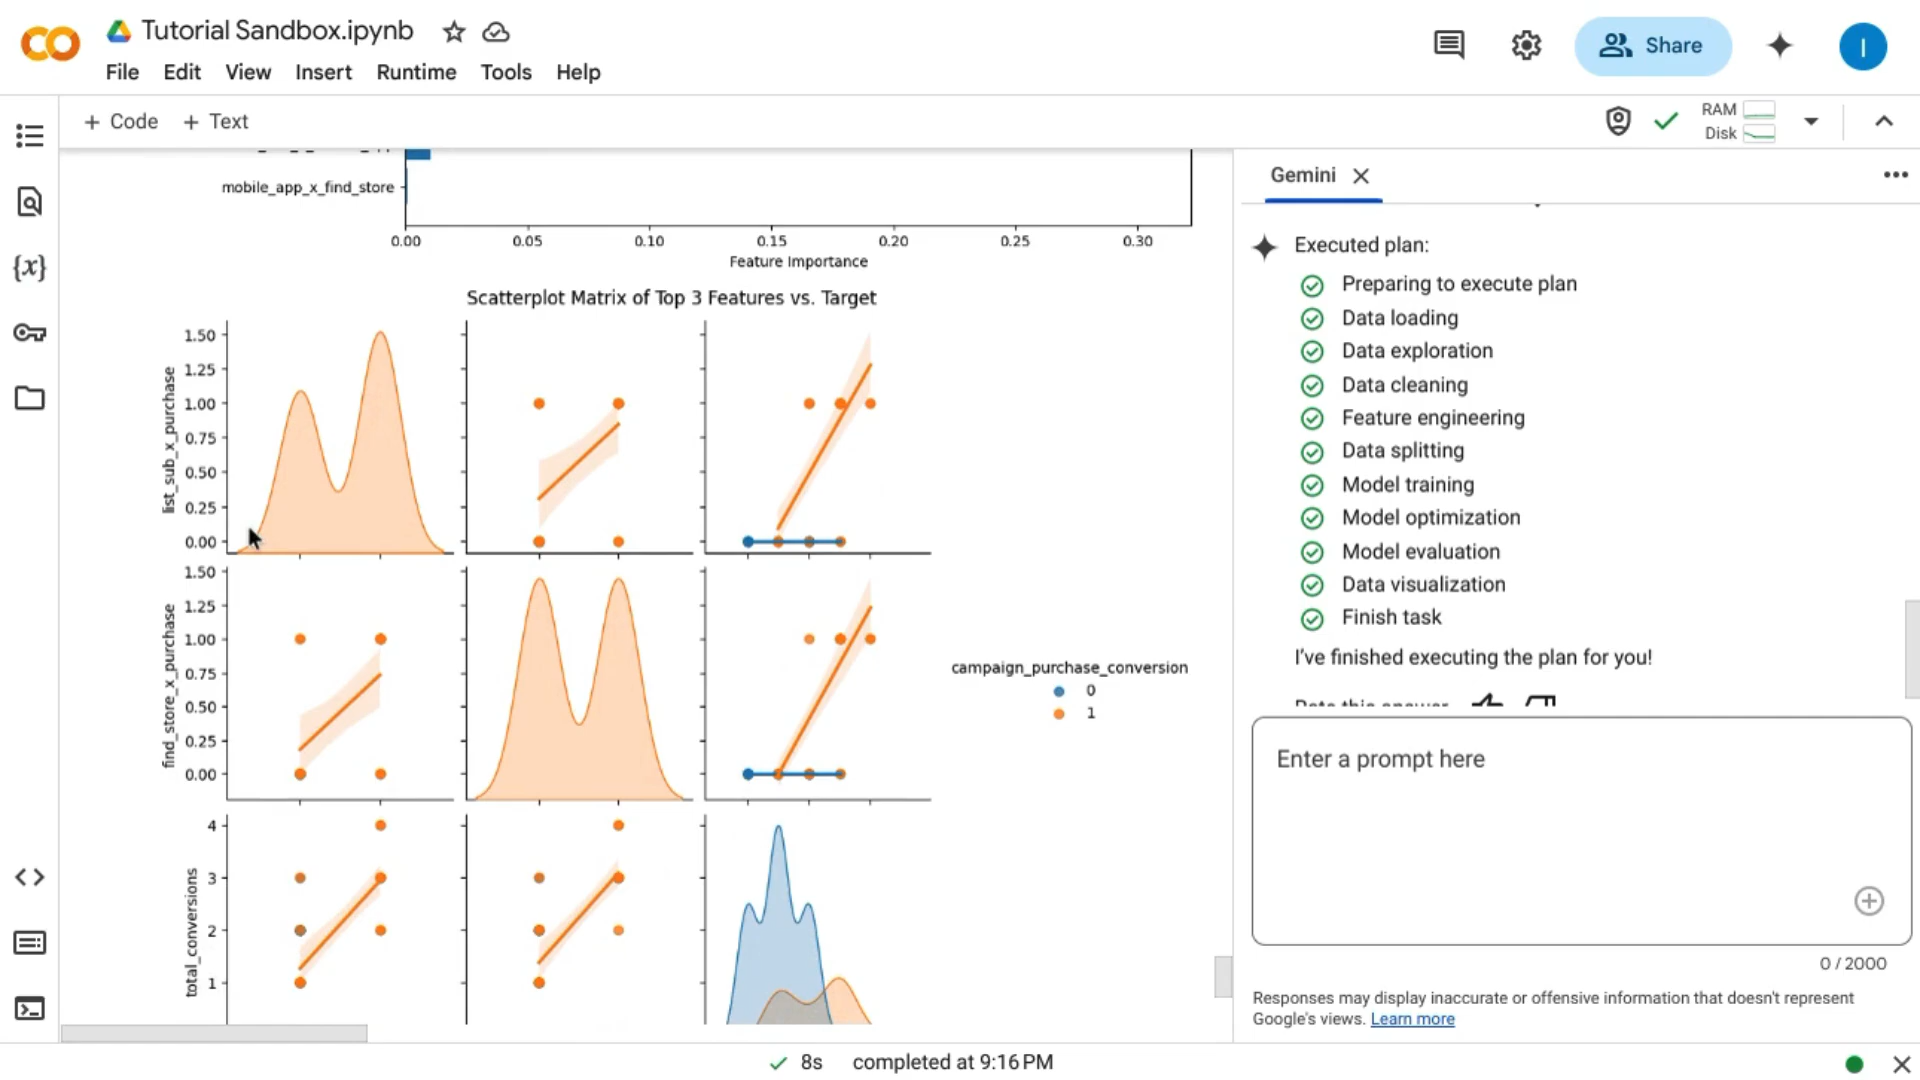 Tutorial Sandbox.ipynb
File Edit View Insert Runtime Tools Help
Share
I
+ Code + Text
RAM
Disk
{x}
mobile_app_x_find_store
0.00 0.05 0.10 0.15 0.20 0.25 0.30
Feature Importance
Scatterplot Matrix of Top 3 Features vs. Target
list_sub_x_purchase
1.50
1.25
1.00
0.75
0.50
0.25
0.00
find_store_x_purchase
1.50
1.25
1.00
0.75
0.50
0.25
0.00
total_conversions
4
3
2
1
campaign_purchase_conversion
0
1
Gemini
Executed plan:
Preparing to execute plan
Data loading
Data exploration
Data cleaning
Feature engineering
Data splitting
Model training
Model optimization
Model evaluation
Data visualization
Finish task
I've finished executing the plan for you!
Rate this answer
Enter a prompt here
0 / 2000
Responses may display inaccurate or offensive information that doesn't represent
Google's views. Learn more
8s completed at 9:16 PM